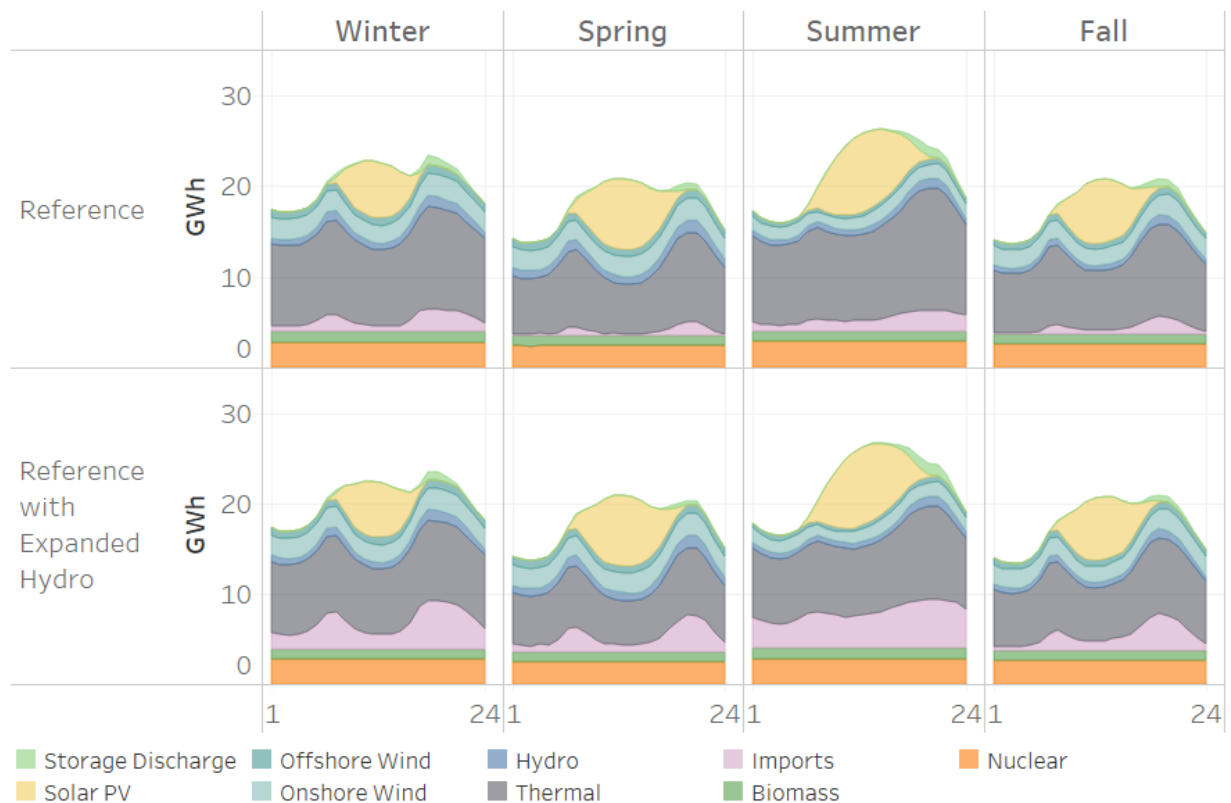 Winter Spring Summer Fall
30
20
10
0
GWh
Reference
30
20
10
0
GWh
Reference
with
Expanded
Hydro
1 24 1 24 1 24 1 24
Storage Discharge Offshore Wind Hydro Imports Nuclear
Solar PV Onshore Wind Thermal Biomass